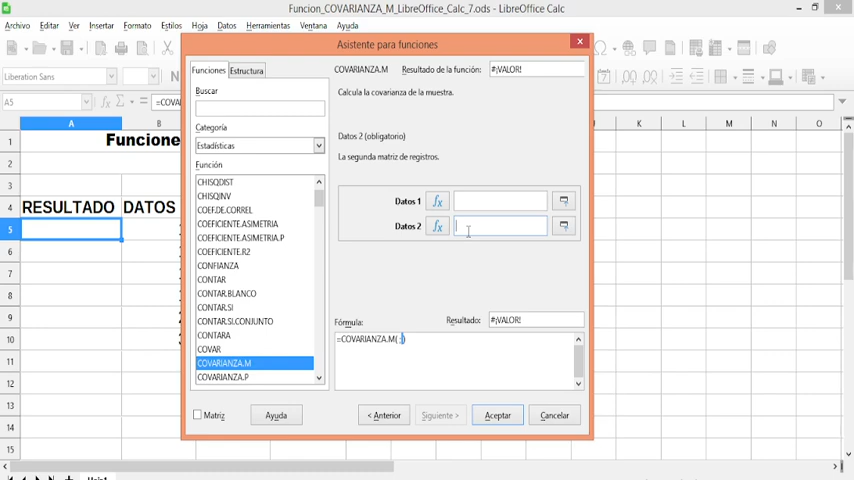 Funcion_COVARIANZA_M_LibreOffice_Calc_7.ods - LibreOffice Calc
Archivo Editar Ver Insertar Formato Estilos Hoja Datos Herramientas Ventana Ayuda
Liberation Sans
A5 =COVA
A B K L M N O
1 Funcione
2
3
4 RESULTADO DATOS
5
6
7
8
9
10
11
12
13
14
15
Hoja1
Asistente para funciones
Funciones Estructura
Buscar
Categoría
Estadísticas
Función
CHISQDIST
CHISQINV
COEF.DE.CORREL
COEFICIENTE.ASIMETRIA
COEFICIENTE.ASIMETRIA.P
COEFICIENTE.R2
CONFIANZA
CONTAR
CONTAR.BLANCO
CONTAR.SI
CONTAR.SI.CONJUNTO
CONTARA
COVAR
COVARIANZA.M
COVARIANZA.P
COVARIANZA.M Resultado de la función: #¡VALOR!
Calcula la covarianza de la muestra.
Datos 2 (obligatorio)
La segunda matriz de registros.
Datos 1 fx
Datos 2 fx
Fórmula: Resultado: #¡VALOR!
=COVARIANZA.M( ;)
Matriz Ayuda < Anterior Siguiente > Aceptar Cancelar